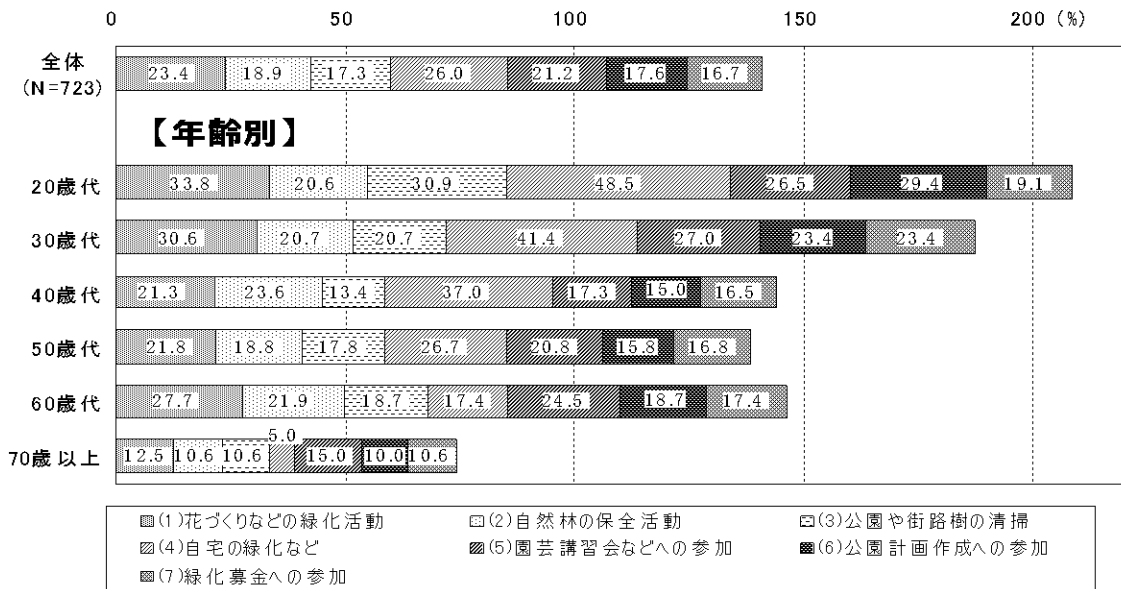 0 50 100 150 200 (%)
全体 23.4 18.9 17.3 26.0 21.2 17.6 16.7
(N=723)
【年齢別】
20歳代 33.8 20.6 30.9 48.5 26.5 29.4 19.1
30歳代 30.6 20.7 20.7 41.4 27.0 23.4 23.4
40歳代 21.3 23.6 13.4 37.0 17.3 15.0 16.5
50歳代 21.8 18.8 17.8 26.7 20.8 15.8 16.8
60歳代 27.7 21.9 18.7 17.4 24.5 18.7 17.4
70歳以上 12.5 10.6 10.6 5.0 15.0 10.0 10.6
(1)花づくりなどの緑化活動 (2)自然林の保全活動 (3)公園や街路樹の清掃
(4)自宅の緑化など (5)園芸講習会などへの参加 (6)公園計画作成への参加
(7)緑化募金への参加